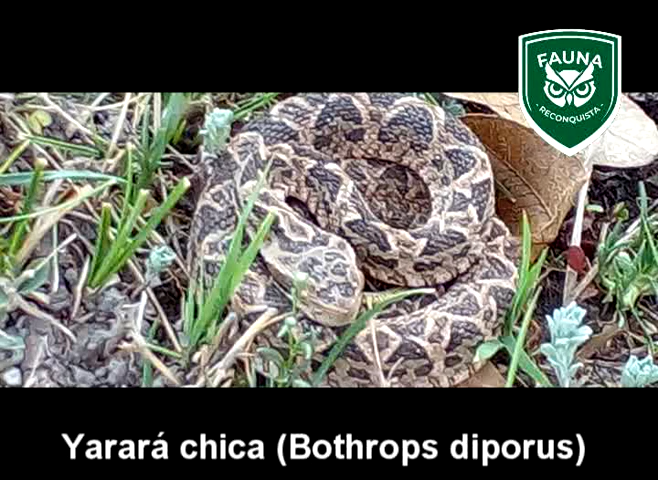 FAUNA
· RECONQUISTA ·
Yarará chica (Bothrops diporus)